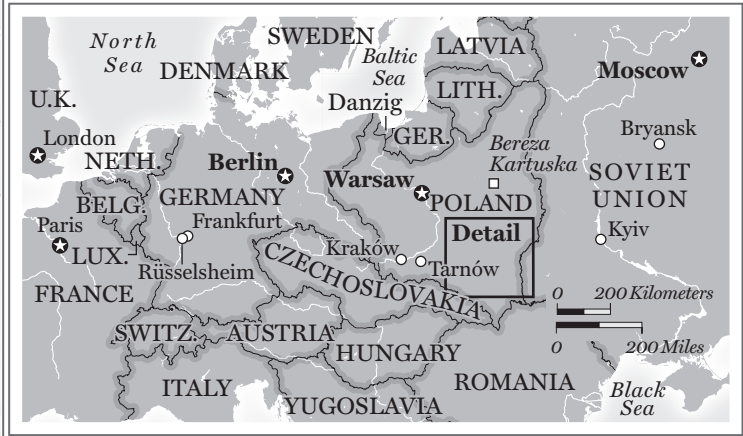 North
Sea
SWEDEN
Baltic
Sea
LATVIA
Moscow
DENMARK
LITH.
U.K.
Danzig
GER.
Bryansk
London
NETH.
Berlin
Bereza
Kartuska
SOVIET
UNION
Warsaw
POLAND
BELG.
GERMANY
Paris
Frankfurt
Detail
Kyiv
LUX.
Kraków
Tarnów
Rüsselsheim
CZECHOSLOVAKIA
FRANCE
0 200 Kilometers
0 200 Miles
SWITZ.
AUSTRIA
HUNGARY
ITALY
ROMANIA
Black
Sea
YUGOSLAVIA